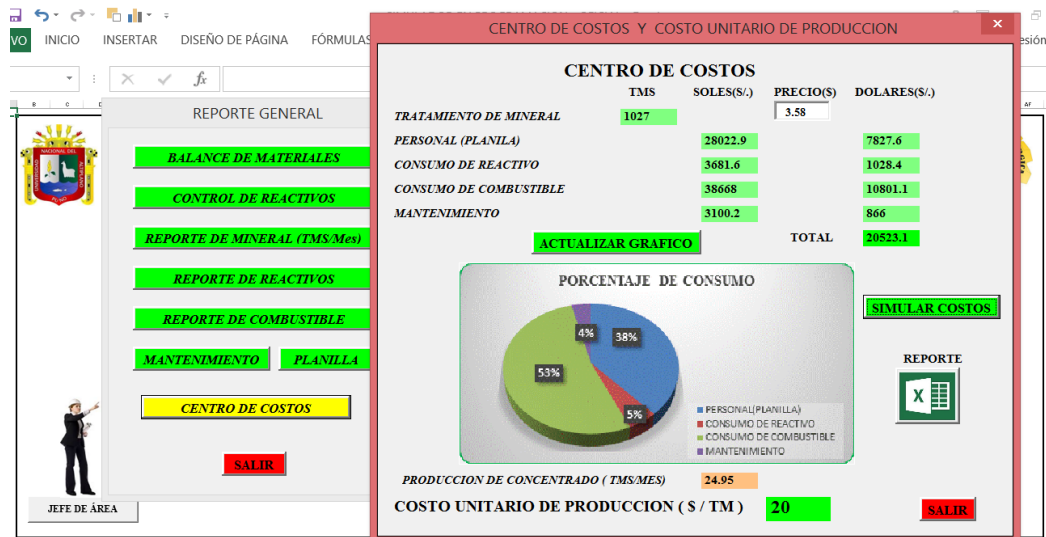 CENTRO DE COSTOS Y COSTO UNITARIO DE PRODUCCION
VO INICIO INSERTAR DISEÑO DE PÁGINA FÓRMULAS
fx
B C
AF
REPORTE GENERAL
BALANCE DE MATERIALES
CONTROL DE REACTIVOS
REPORTE DE MINERAL (TMS/Mes)
REPORTE DE REACTIVOS
REPORTE DE COMBUSTIBLE
MANTENIMIENTO PLANILLA
CENTRO DE COSTOS
SALIR
JEFE DE ÁREA
CENTRO DE COSTOS
TMS SOLES(S/.) PRECIO($) DOLARES(S/.)
TRATAMIENTO DE MINERAL 1027 3.58
PERSONAL (PLANILA) 28022.9 7827.6
CONSUMO DE REACTIVO 3681.6 1028.4
CONSUMO DE COMBUSTIBLE 38668 10801.1
MANTENIMIENTO 3100.2 866
ACTUALIZAR GRAFICO TOTAL 20523.1
PORCENTAJE DE CONSUMO
4% 38%
53%
5%
PERSONAL(PLANILLA)
CONSUMO DE REACTIVO
CONSUMO DE COMBUSTIBLE
MANTENIMIENTO
SIMULAR COSTOS
REPORTE
X
PRODUCCION DE CONCENTRADO ( TMS/MES) 24.95
COSTO UNITARIO DE PRODUCCION ( $ / TM ) 20
SALIR